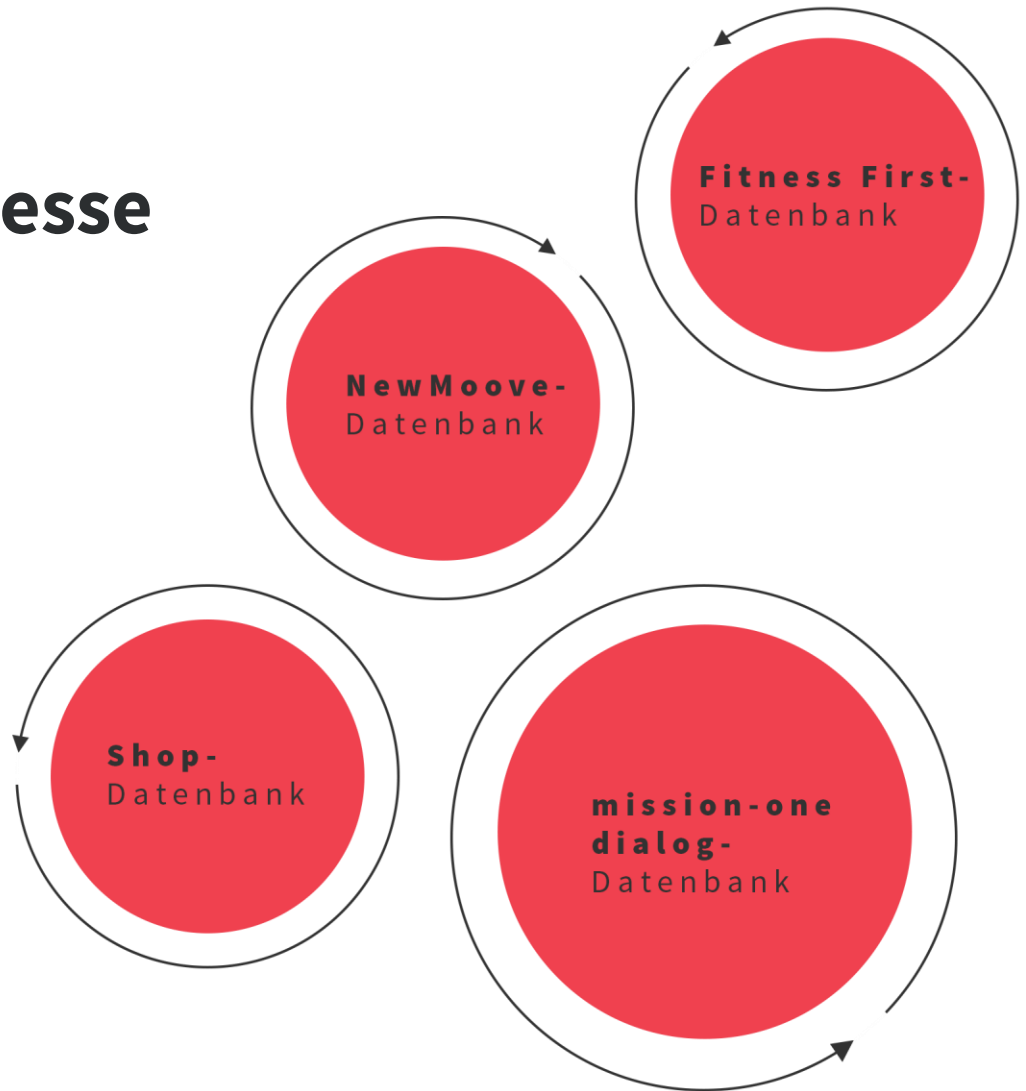 Fitness First-
Datenbank
esse
NewMoove-
Datenbank
Shop-
Datenbank
mission-one
dialog-
Datenbank